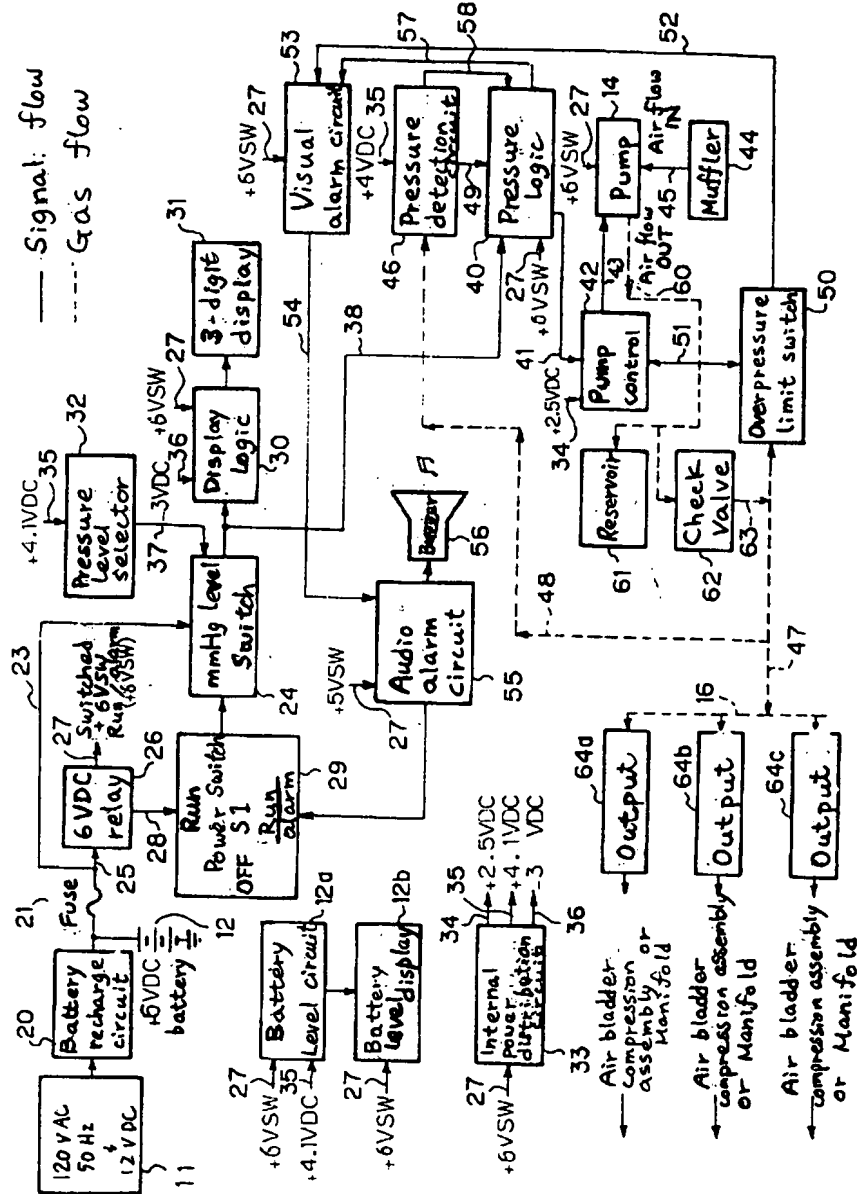 — Signal: flow
---- Gas flow
120V AC
50 Hz
&
12 VDC
11
20
Battery
recharge
circuit
21
Fuse
+6VDC
battery
12
25
6VDC
relay
26
27
Switched
+6VSW
Run/alarm
(+6VSW)
23
28
Run
Power Switch
OFF S1
Run
alarm
29
mmHg level
Switch
24
+4.1VDC
35
32
Pressure
level
selector
37
-3VDC
36
+6VSW
27
Display
Logic
30
31
3-digit
display
38
54
+6VSW
27
53
Visual
alarm circuit
+4VDC
35
Pressure
detection
circuit
46
57
58
49
Pressure
Logic
40
27
+6VSW
52
+5VSW
27
Audio
alarm
circuit
55
Buzzer
56
41
34
+2.5VDC
42
Pump
control
43
+6VSW
27
14
Pump
Air flow
IN
Air flow
OUT
45
Muffler
44
60
51
Overpressure
limit switch
50
Reservoir
61
Check
Valve
62
63
48
47
16
12a
Battery
Level circuit
27
+6VSW
35
+4.1VDC
12b
Battery
level
display
27
+6VSW
Internal
power
distribution
circuit
33
27
+6VSW
34
+2.5VDC
35
+4.1VDC
36
-3 VDC
64a
Output
64b
Output
64c
Output
Air bladder
compression or
assembly or
Manifold
Air bladder
compression assembly
or Manifold
Air bladder
compression assembly
or Manifold